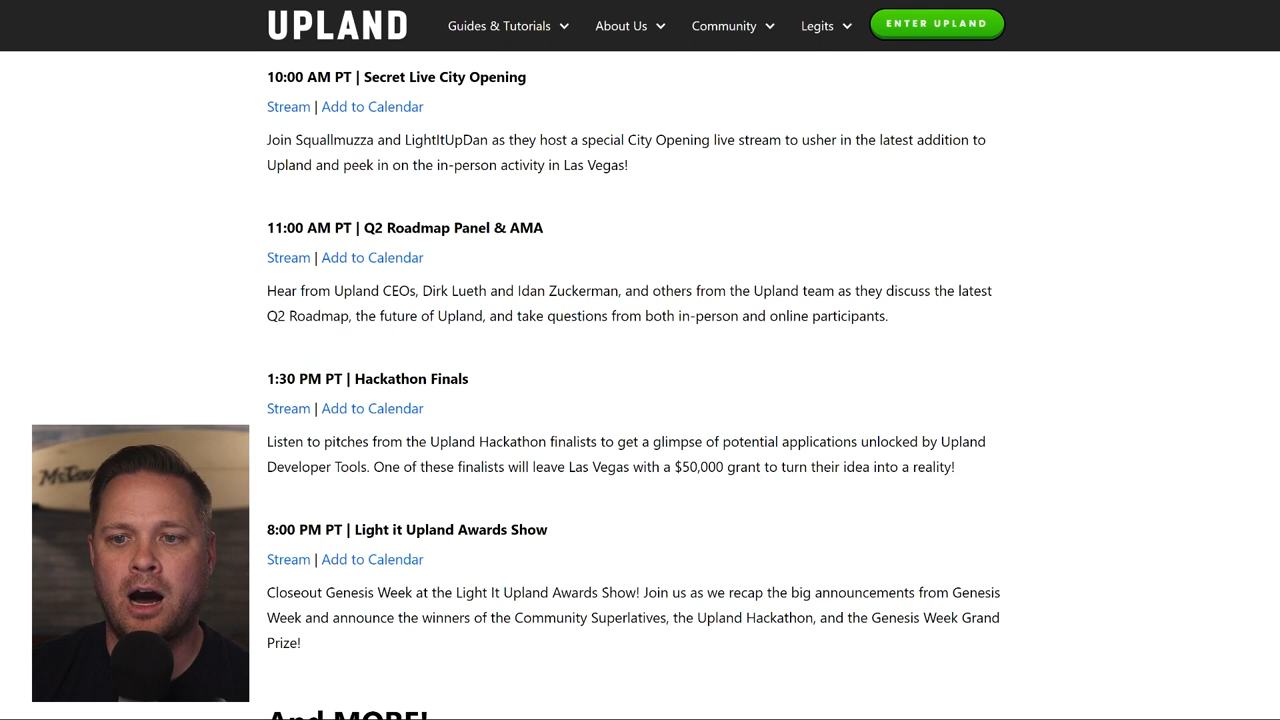 UPLAND
Guides & Tutorials
About Us
Community
Legits
ENTER UPLAND
10:00 AM PT | Secret Live City Opening
Stream | Add to Calendar
Join Squallmuzza and LightItUpDan as they host a special City Opening live stream to usher in the latest addition to
Upland and peek in on the in-person activity in Las Vegas!
11:00 AM PT | Q2 Roadmap Panel & AMA
Stream | Add to Calendar
Hear from Upland CEOs, Dirk Lueth and Idan Zuckerman, and others from the Upland team as they discuss the latest
Q2 Roadmap, the future of Upland, and take questions from both in-person and online participants.
1:30 PM PT | Hackathon Finals
Stream | Add to Calendar
Listen to pitches from the Upland Hackathon finalists to get a glimpse of potential applications unlocked by Upland
Developer Tools. One of these finalists will leave Las Vegas with a $50,000 grant to turn their idea into a reality!
8:00 PM PT | Light it Upland Awards Show
Stream | Add to Calendar
Closeout Genesis Week at the Light It Upland Awards Show! Join us as we recap the big announcements from Genesis
Week and announce the winners of the Community Superlatives, the Upland Hackathon, and the Genesis Week Grand
Prize!
And MORE!